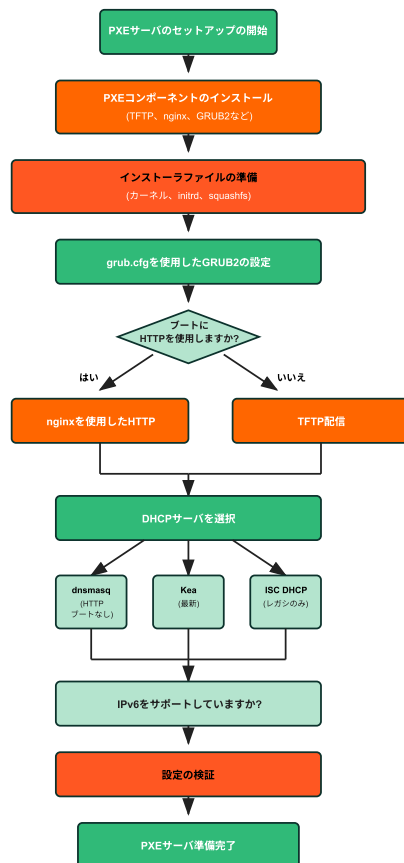 PXEサーバのセットアップの開始
PXEコンポーネントのインストール
(TFTP、nginx、GRUB2など)
インストーラファイルの準備
(カーネル、initrd、squashfs)
grub.cfgを使用したGRUB2の設定
ブートに
HTTPを使用しますか?
はい
いいえ
nginxを使用したHTTP
TFTP配信
DHCPサーバを選択
dnsmasq
(HTTP
ブートなし)
Kea
(最新)
ISC DHCP
(レガシのみ)
IPv6をサポートしていますか?
設定の検証
PXEサーバ準備完了